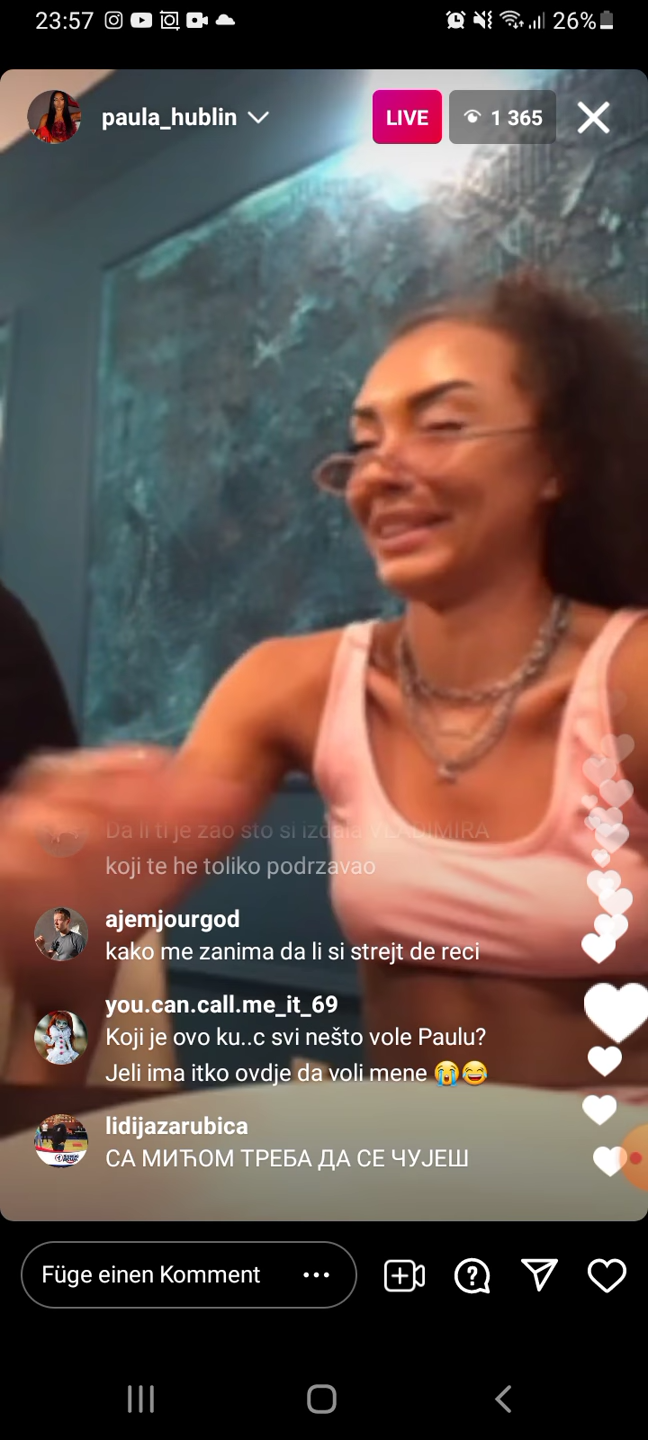 23:57
26%
paula_hublin
LIVE
1 365
Da li ti je zao sto si izdala VLADIMIRA
koji te he toliko podrzavao
ajemjourgod
kako me zanima da li si strejt de reci
you.can.call.me_it_69
Koji je ovo ku..c svi nešto vole Paulu?
Jeli ima itko ovdje da voli mene 😭😂
lidijazarubica
СА МИЋОМ ТРЕБА ДА СЕ ЧУЈЕШ
Füge einen Komment